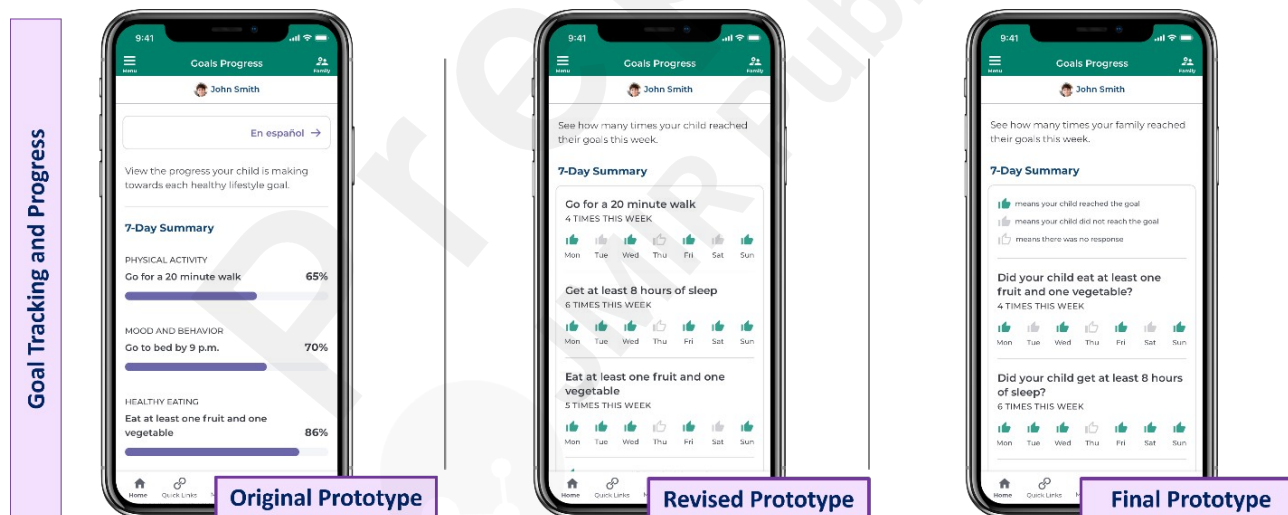 Goal Tracking and Progress
9:41
Menu
Goals Progress
Family
John Smith
En español →
View the progress your child is making
towards each healthy lifestyle goal.
7-Day Summary
PHYSICAL ACTIVITY
Go for a 20 minute walk 65%
MOOD AND BEHAVIOR
Go to bed by 9 p.m. 70%
HEALTHY EATING
Eat at least one fruit and one
vegetable 86%
Home Quick Links
Original Prototype
9:41
Menu
Goals Progress
Family
John Smith
See how many times your child reached
their goals this week.
7-Day Summary
Go for a 20 minute walk
4 TIMES THIS WEEK
Mon Tue Wed Thu Fri Sat Sun
Get at least 8 hours of sleep
6 TIMES THIS WEEK
Mon Tue Wed Thu Fri Sat Sun
Eat at least one fruit and one
vegetable
5 TIMES THIS WEEK
Mon Tue Wed Thu Fri Sat Sun
Home Quick Links
Revised Prototype
9:41
Menu
Goals Progress
Family
John Smith
See how many times your family reached
their goals this week.
7-Day Summary
means your child reached the goal
means your child did not reach the goal
means there was no response
Did your child eat at least one
fruit and one vegetable?
4 TIMES THIS WEEK
Mon Tue Wed Thu Fri Sat Sun
Did your child get at least 8 hours
of sleep?
6 TIMES THIS WEEK
Mon Tue Wed Thu Fri Sat Sun
Home Quick Links
Final Prototype